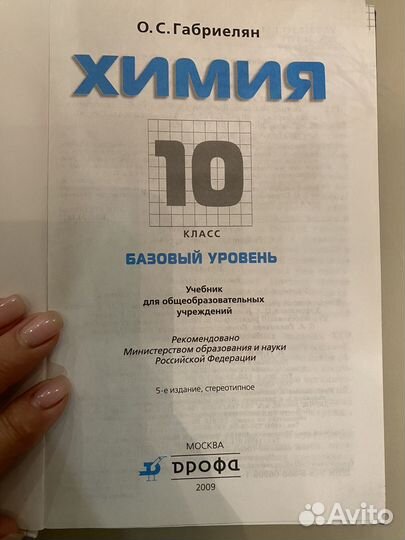 О. С. Габриелян
ХИМИЯ
10
КЛАСС
БАЗОВЫЙ УРОВЕНЬ
Учебник
для общеобразовательных
учреждений
Рекомендовано
Министерством образования и науки
Российской Федерации
5-е издание, стереотипное
МОСКВА
ДРОФА
2009
Avito